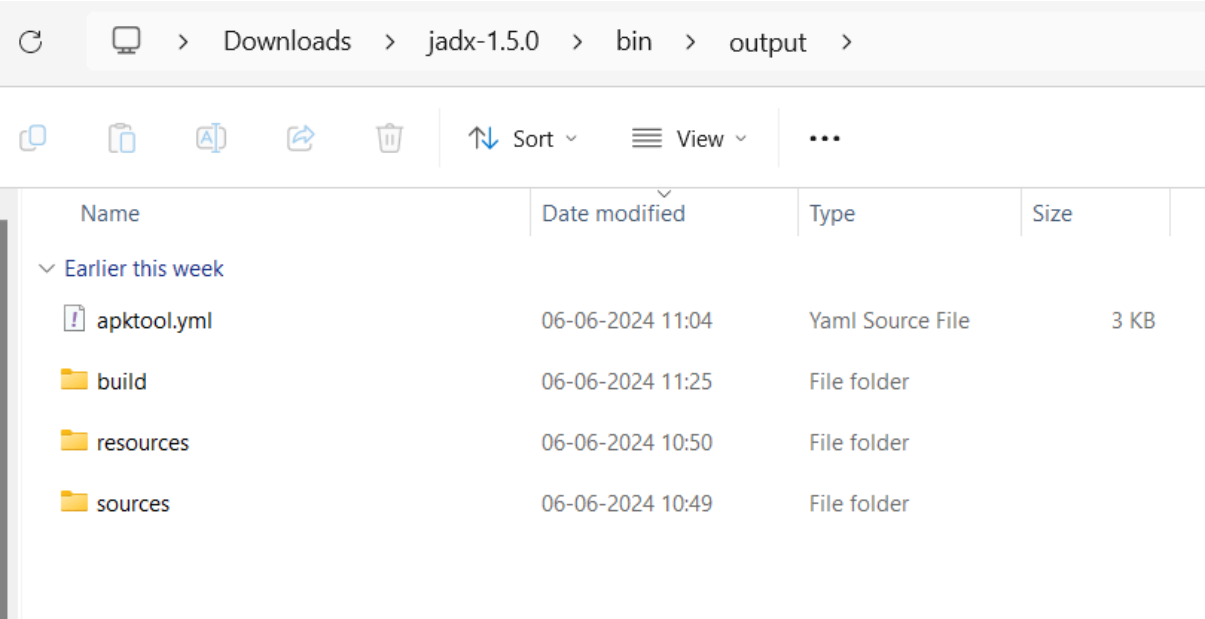 Downloads > jadx-1.5.0 > bin > output >
Sort View •••
Name Date modified Type Size
Earlier this week
apktool.yml 06-06-2024 11:04 Yaml Source File 3 KB
build 06-06-2024 11:25 File folder
resources 06-06-2024 10:50 File folder
sources 06-06-2024 10:49 File folder